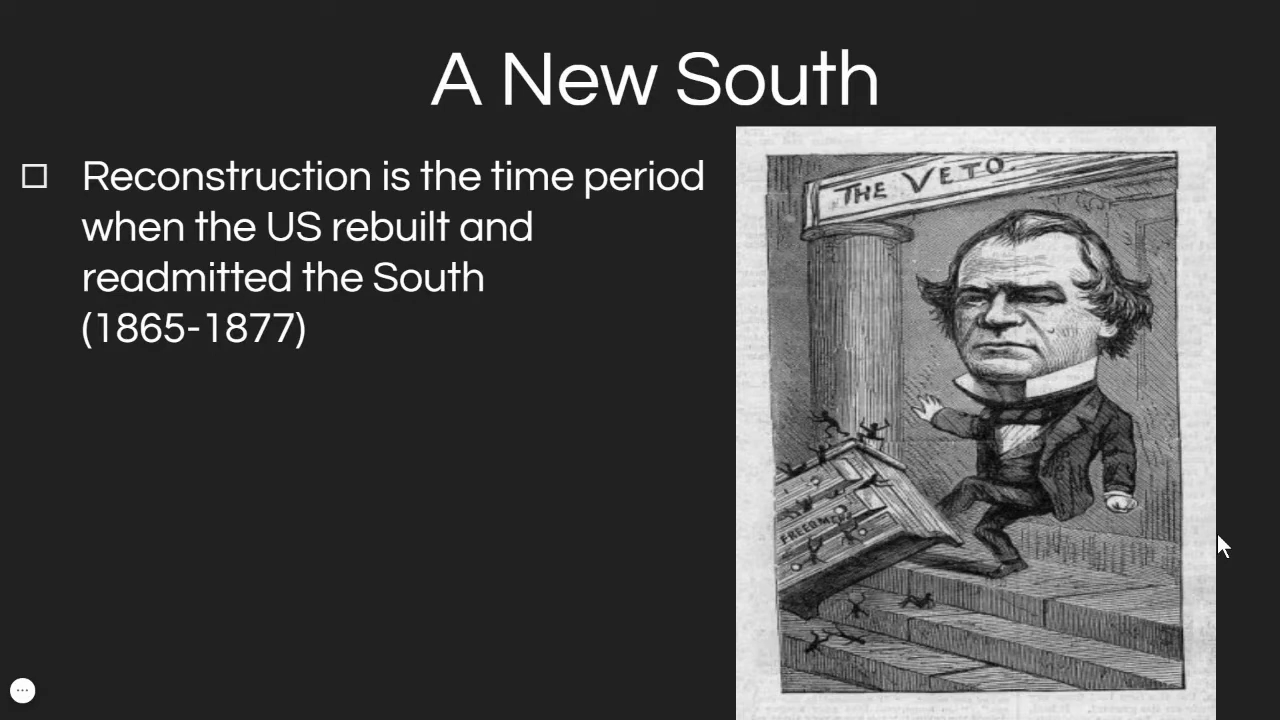 A New South
Reconstruction is the time period
when the US rebuilt and
readmitted the South
(1865-1877)
THE VETO.